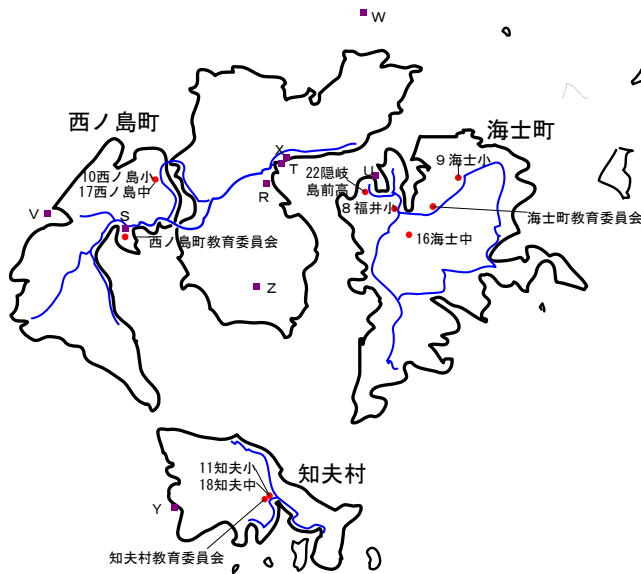 W
西ノ島町
海士町
X
T
９海士小
10西ノ島小
17西ノ島中
R
22隠岐
島前高
U
８福井小
海士町教育委員会
V
S
西ノ島町教育委員会
16海士中
Z
知夫村
11知夫小
18知夫中
Y
知夫村教育委員会